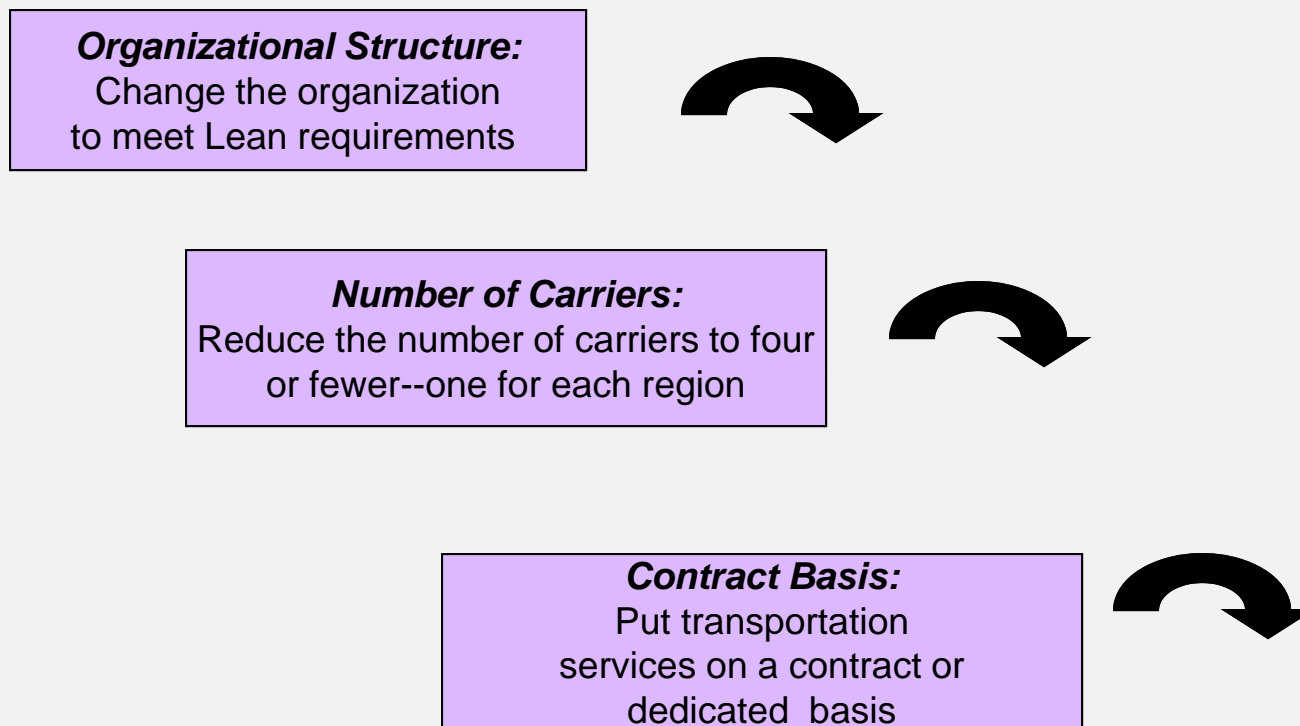 Organizational Structure:
Change the organization
to meet Lean requirements
Number of Carriers:
Reduce the number of carriers to four
or fewer--one for each region
Contract Basis:
Put transportation
services on a contract or
dedicated  basis